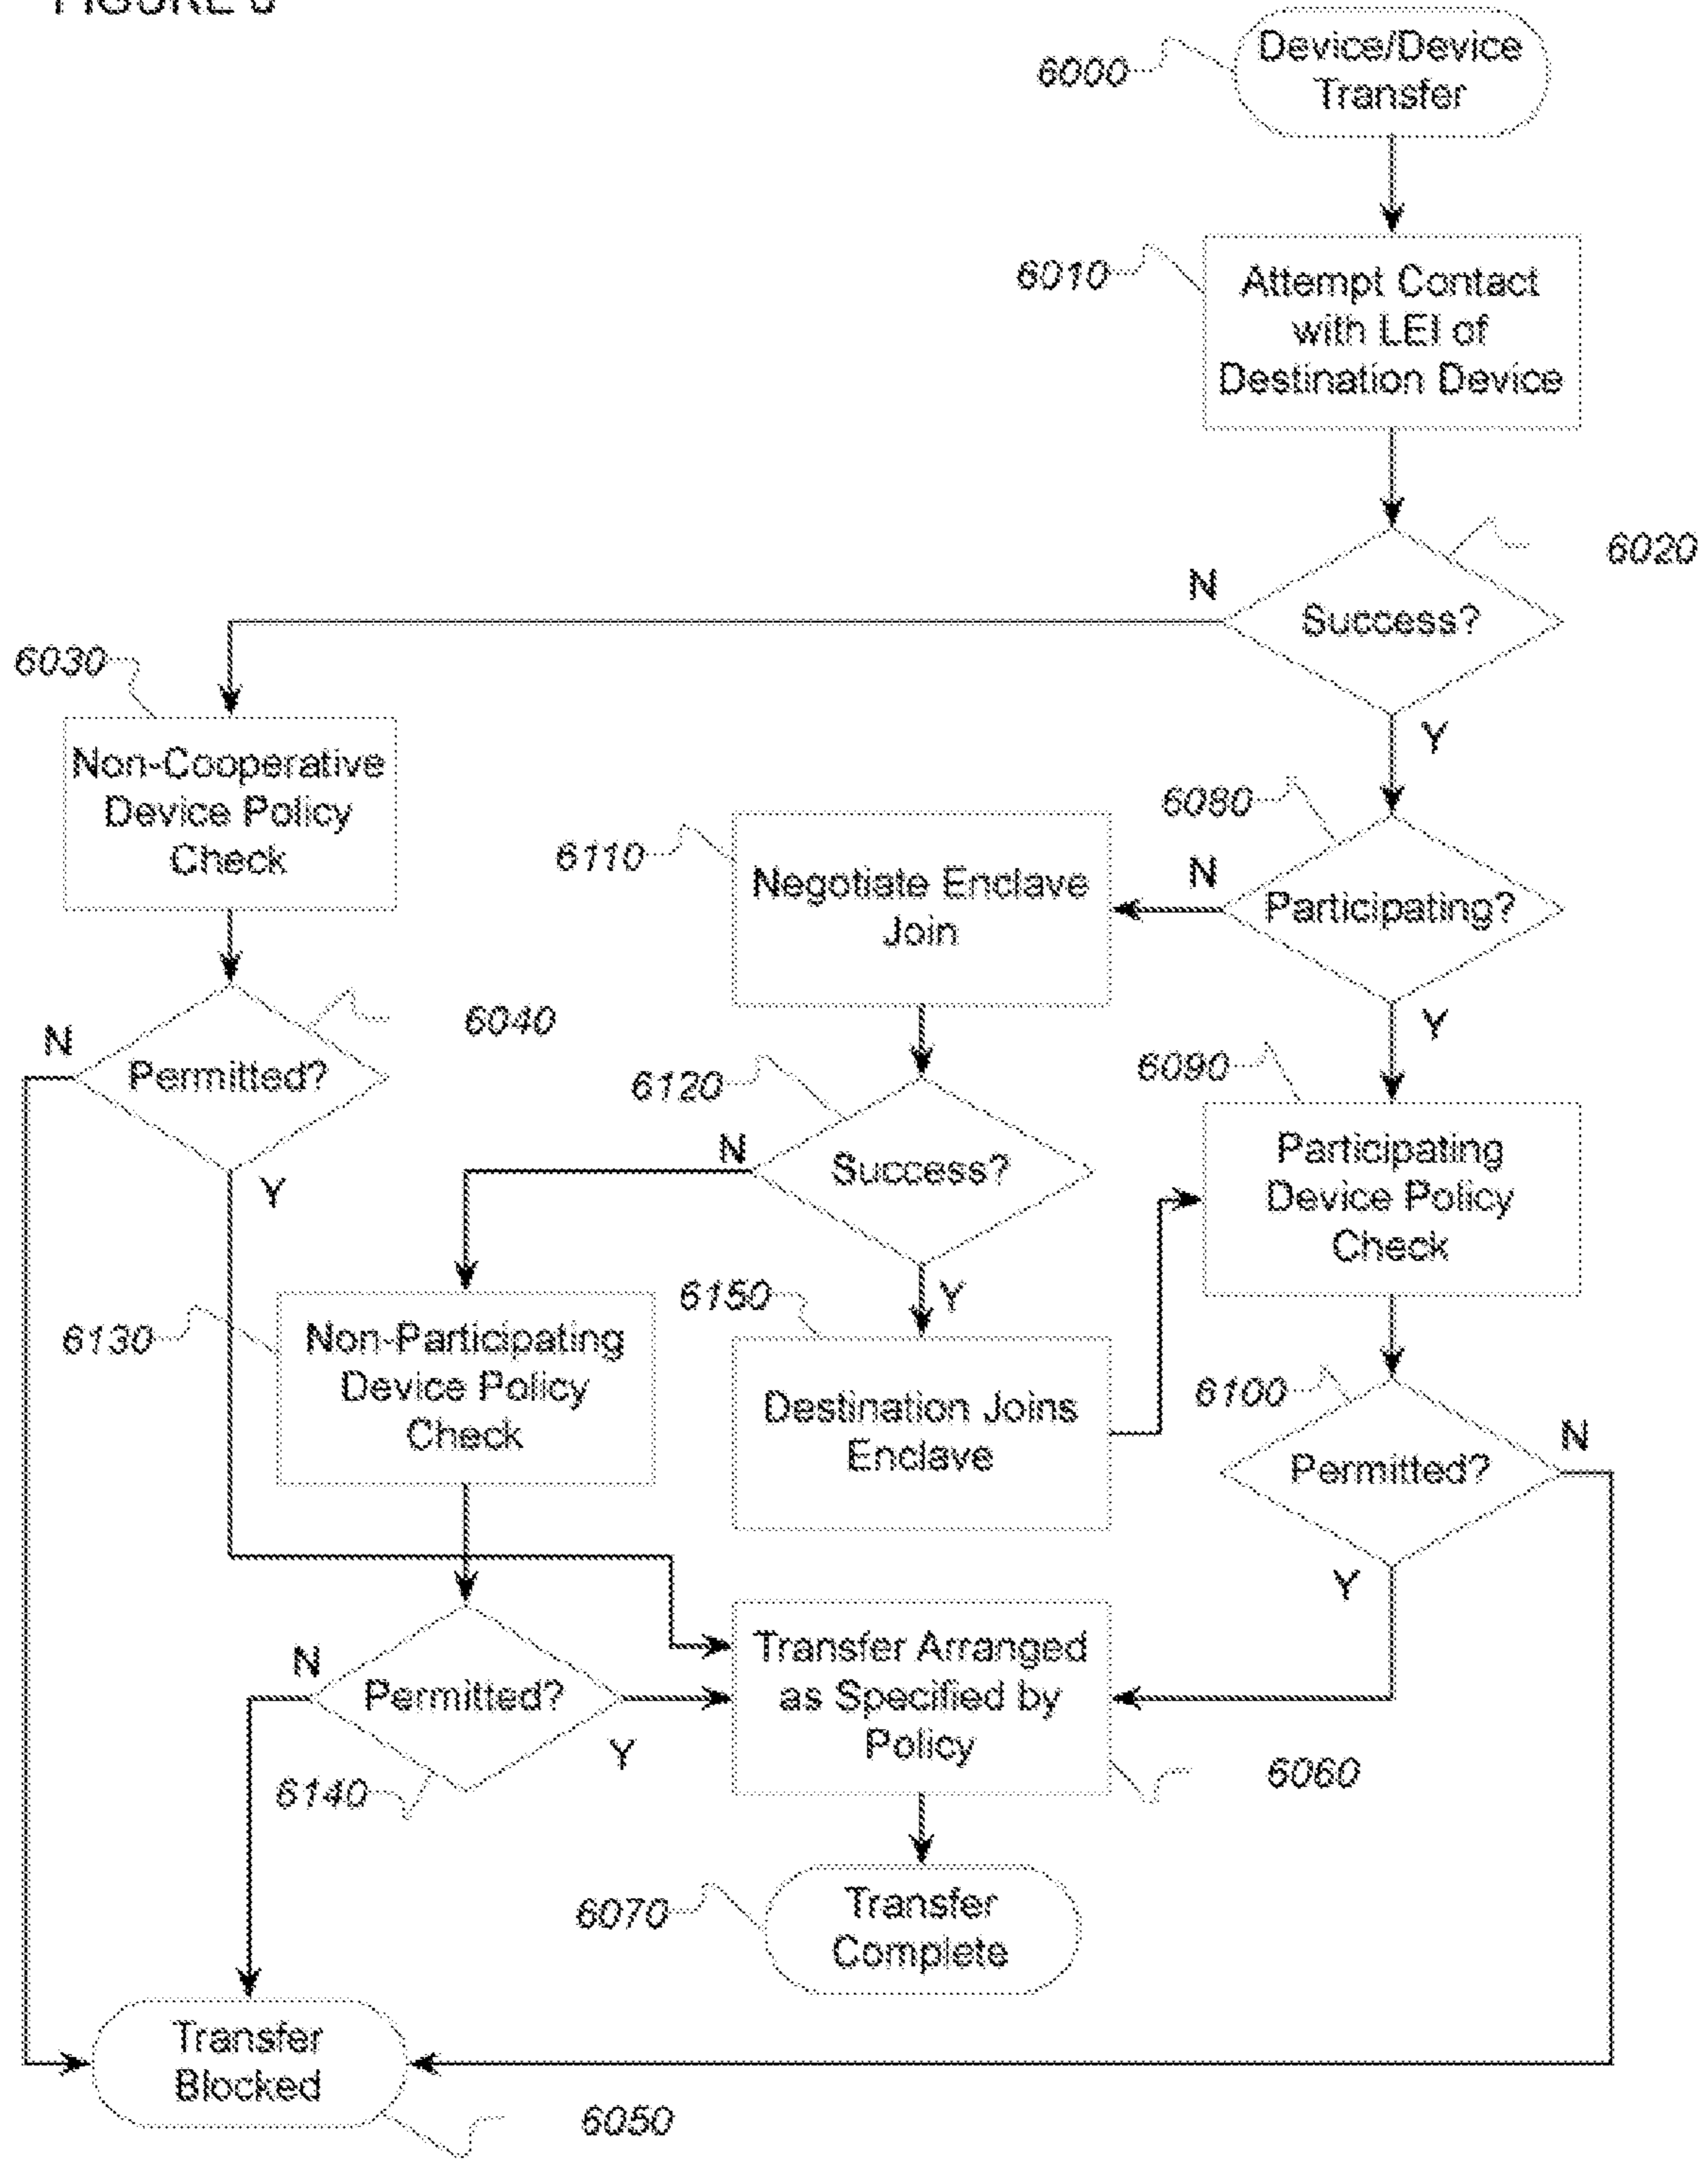 FIGURE
Device/Device
Transfer
6000
Attempt Contact
with LEI of
Destination Device
6010
6020
N
Success?
Y
6030
Non-Cooperative
Device Policy
Check
6080
N
Participating?
Y
6110
Negotiate Enclave
Join
6040
N
Permitted?
Y
6120
N
Success?
Y
6090
Participating
Device Policy
Check
6130
Non-Participating
Device Policy
Check
6150
Destination Joins
Enclave
6100
N
Permitted?
Y
N
Permitted?
Y
6140
Transfer Arranged
as Specified by
Policy
6060
6070
Transfer
Complete
Transfer
Blocked
6050